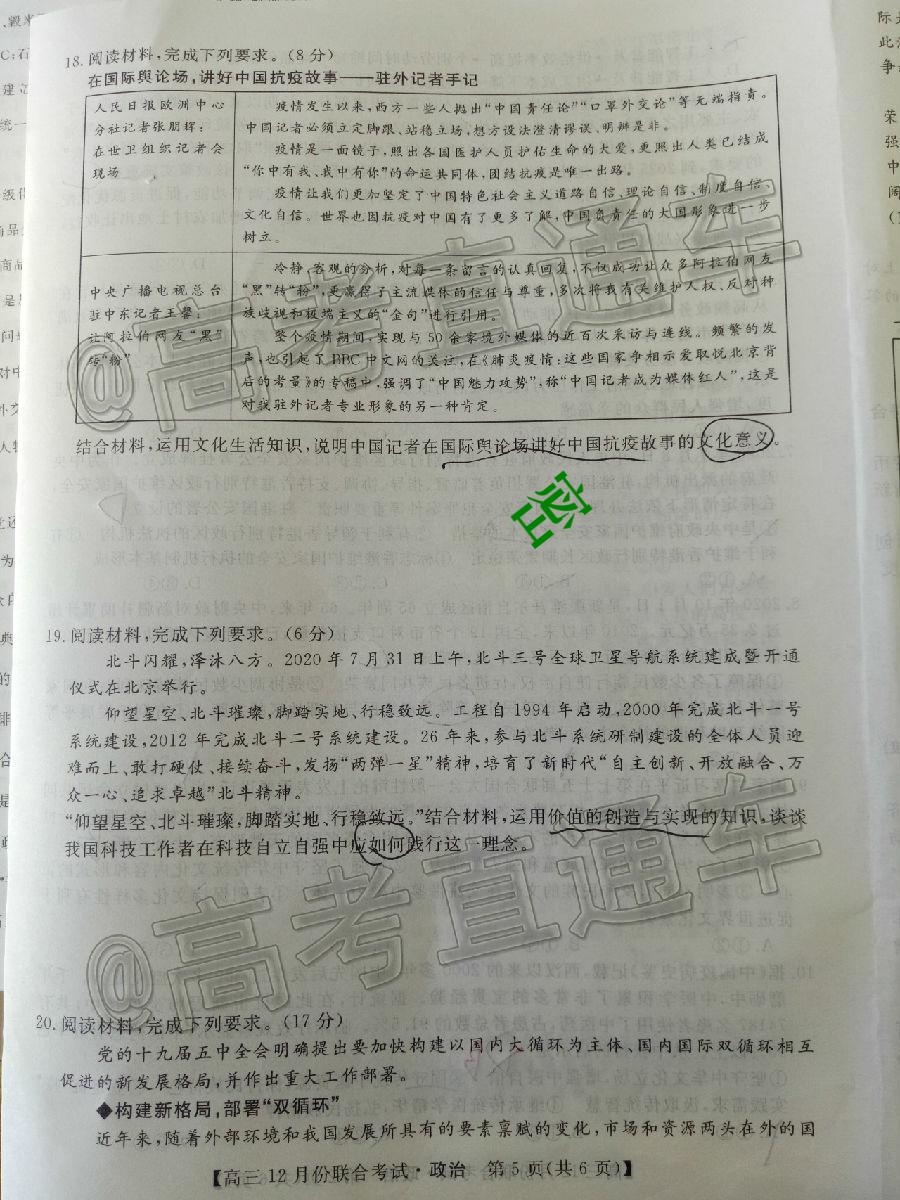 18. 阅读材料,完成下列要求。(8分)
在国际舆论场,讲好中国抗疫故事——驻外记者手记
人民日报欧洲中心
分社记者张朋辉:
在世卫组织记者会
现场
疫情发生以来,西方一些人抛出“中国责任论”“口罩外交论”等无端指责。
中国记者必须立定脚跟、站稳立场,想方设法澄清谬误、明辨是非。
疫情是一面镜子,照出各国医护人员护佑生命的大爱,更照出人类已结成
“你中有我、我中有你”的命运共同体,团结抗疫是唯一出路。
疫情让我们更加坚定了中国特色社会主义道路自信、理论自信、制度自信、
文化自信。世界也因抗疫对中国有了更多了解,中国负责任的大国形象进一步
树立。
中央广播电视总台
驻中东记者王馨:
让阿拉伯网友“黑”
转“粉”
冷静、客观的分析,对每一条留言的认真回复,不仅成功让众多阿拉伯网友
“黑”转“粉”,更赢得了主流媒体的信任与尊重,多次将我有关维护人权、反对种
族歧视和极端主义的“金句”进行引用。
整个疫情期间,实现与50余家境外媒体的近百次采访与连线。频繁的发
声,也引起了BBC中文网的关注,在《肺炎疫情:这些国家争相示爱取悦北京背
后的考量》的专稿中,强调了“中国魅力攻势”,称“中国记者成为媒体红人”,这是
对我驻外记者专业形象的另一种肯定。
结合材料,运用文化生活知识,说明中国记者在国际舆论场讲好中国抗疫故事的文化意义。
密
19. 阅读材料,完成下列要求。(6分)
北斗闪耀,泽沐八方。2020年7月31日上午,北斗三号全球卫星导航系统建成暨开通
仪式在北京举行。
仰望星空、北斗璀璨,脚踏实地、行稳致远。工程自1994年启动,2000年完成北斗一号
系统建设,2012年完成北斗二号系统建设。26年来,参与北斗系统研制建设的全体人员迎
难而上、敢打硬仗、接续奋斗,发扬“两弹一星”精神,培育了新时代“自主创新、开放融合、万
众一心、追求卓越”北斗精神。
“仰望星空、北斗璀璨,脚踏实地、行稳致远。”结合材料,运用价值的创造与实现的知识,谈谈
我国科技工作者在科技自立自强中应如何践行这一理念。
@高考直通车
@高考直通车
20. 阅读材料,完成下列要求。(17分)
党的十九届五中全会明确提出要加快构建以国内大循环为主体、国内国际双循环相互
促进的新发展格局,并作出重大工作部署。
◆构建新格局,部署“双循环”
近年来,随着外部环境和我国发展所具有的要素禀赋的变化,市场和资源两头在外的国
【高三12月份联合考试·政治 第5页(共6页)】